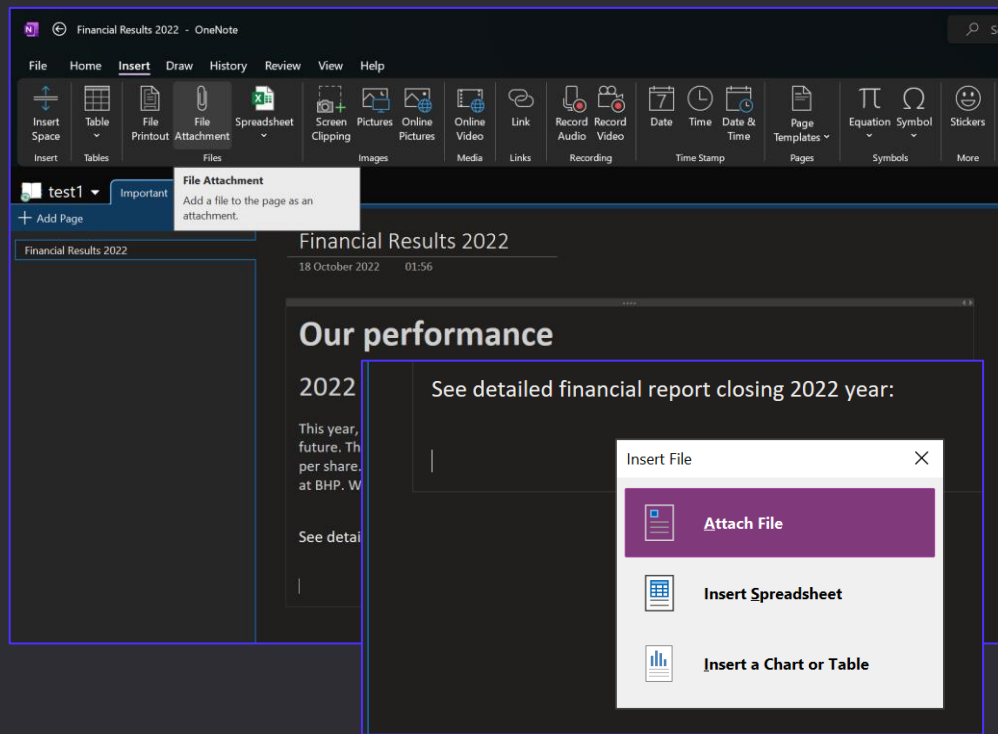 N
Financial Results 2022 - OneNote
File Home Insert Draw History Review View Help
Insert Space
Table
File Printout
File Attachment
Spreadsheet
Screen Clipping
Pictures
Online Pictures
Online Video
Link
Record Audio
Record Video
Date
Time
Date & Time
Page Templates
Equation
Symbol
Stickers
Insert Tables Files Images Media Links Recording Time Stamp Pages Symbols More
test1
Important
File Attachment
Add a file to the page as an
attachment.
Add Page
Financial Results 2022
Financial Results 2022
18 October 2022 01:56
Our performance
2022
This year,
future. Th
per share.
at BHP. W
See detai
See detailed financial report closing 2022 year:
Insert File
Attach File
Insert Spreadsheet
Insert a Chart or Table